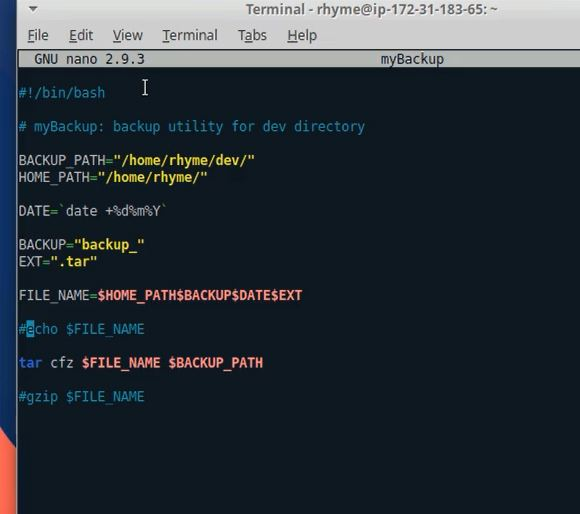 Terminal - rhyme@ip-172-31-183-65: ~
File Edit View Terminal Tabs Help
GNU nano 2.9.3 myBackup
#!/bin/bash
# myBackup: backup utility for dev directory
BACKUP_PATH="/home/rhyme/dev/"
HOME_PATH="/home/rhyme/"
DATE=`date +%d%m%Y`
BACKUP="backup_"
EXT=".tar"
FILE_NAME=$HOME_PATH$BACKUP$DATE$EXT
#echo $FILE_NAME
tar cfz $FILE_NAME $BACKUP_PATH
#gzip $FILE_NAME